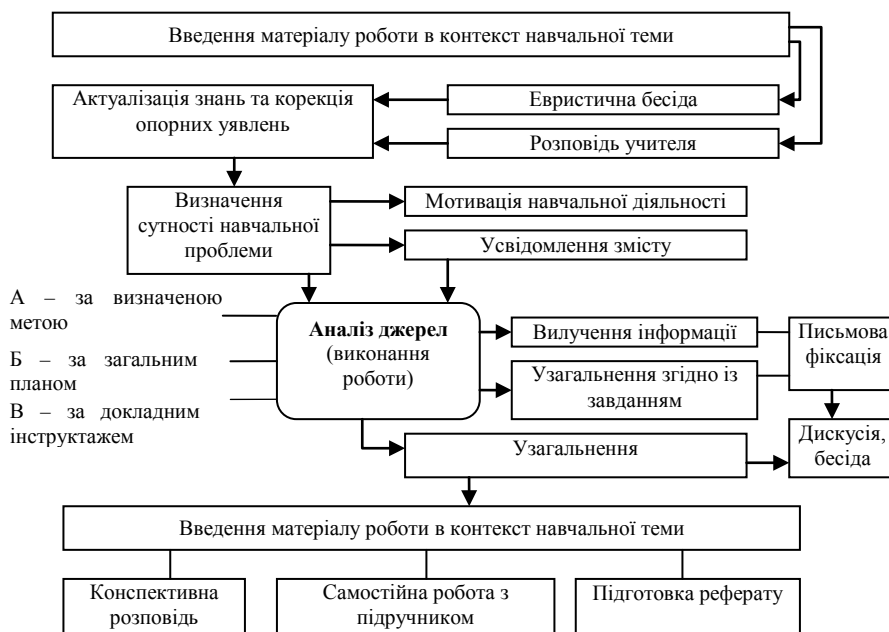 Введення матеріалу роботи в контекст навчальної теми
Актуалізація знань та корекція
опорних уявлень
Евристична бесіда
Розповідь учителя
Визначення
сутності навчальної
проблеми
Мотивація навчальної діяльності
Усвідомлення змісту
А – за визначеною
метою
Б – за загальним
планом
В – за докладним
інструктажем
Аналіз джерел
(виконання
роботи)
Вилучення інформації
Узагальнення згідно із
завданням
Письмова
фіксація
Узагальнення
Дискусія,
бесіда
Введення матеріалу роботи в контекст навчальної теми
Конспективна
розповідь
Самостійна робота з
підручником
Підготовка реферату